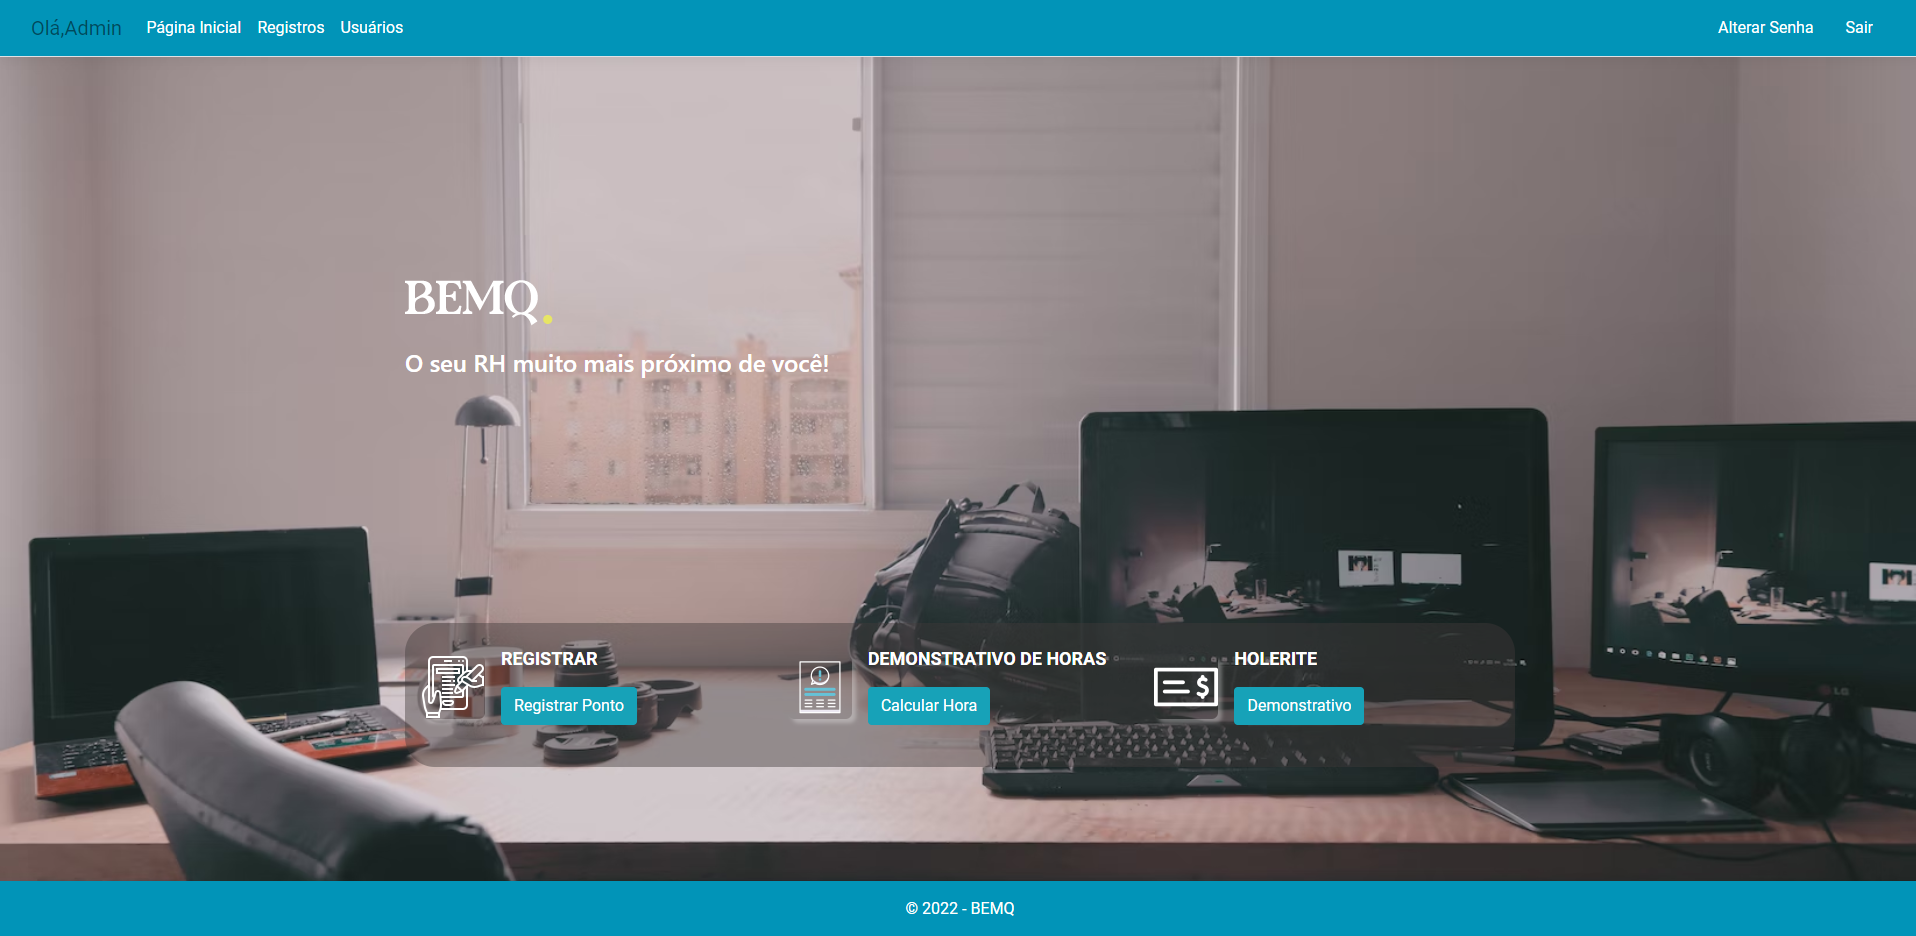 Olá,Admin Página Inicial Registros Usuários Alterar Senha Sair
BEMQ.
O seu RH muito mais próximo de você!
REGISTRAR
Registrar Ponto
DEMONSTRATIVO DE HORAS
Calcular Hora
HOLERITE
Demonstrativo
LG
© 2022 - BEMQ